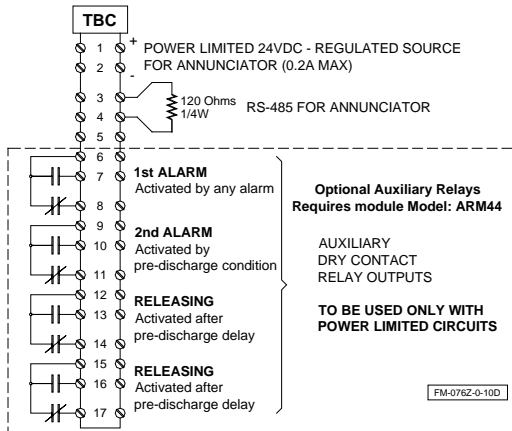 TBC
1 + POWER LIMITED 24VDC - REGULATED SOURCE
2 - FOR ANNUNCIATOR (0.2A MAX)
3 120 Ohms
4 1/4W
RS-485 FOR ANNUNCIATOR
5
6
7 1st ALARM
Activated by any alarm
8
9
10 2nd ALARM
Activated by
11 pre-discharge condition
12
13 RELEASING
Activated after
14 pre-discharge delay
15
16 RELEASING
Activated after
17 pre-discharge delay
Optional Auxiliary Relays
Requires module Model: ARM44
AUXILIARY
DRY CONTACT
RELAY OUTPUTS
TO BE USED ONLY WITH
POWER LIMITED CIRCUITS
FM-076Z-0-10D